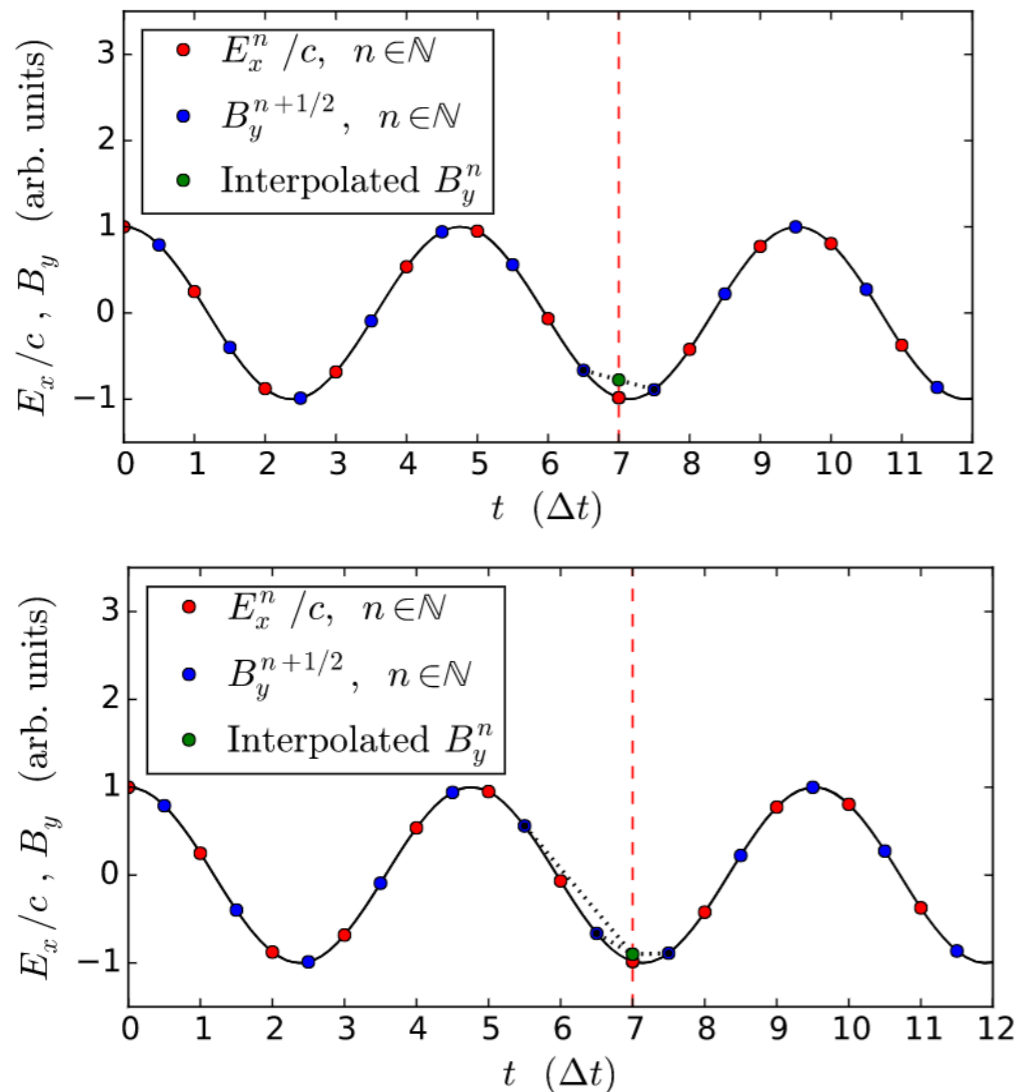 3
2
1
0
−1
E_x/c , B_y (arb. units)
E_x^n /c, n∈ℕ
B_y^{n+1/2}, n∈ℕ
Interpolated B_y^n
0 1 2 3 4 5 6 7 8 9 10 11 12
t (Δt)
3
2
1
0
−1
E_x/c , B_y (arb. units)
E_x^n /c, n∈ℕ
B_y^{n+1/2}, n∈ℕ
Interpolated B_y^n
0 1 2 3 4 5 6 7 8 9 10 11 12
t (Δt)